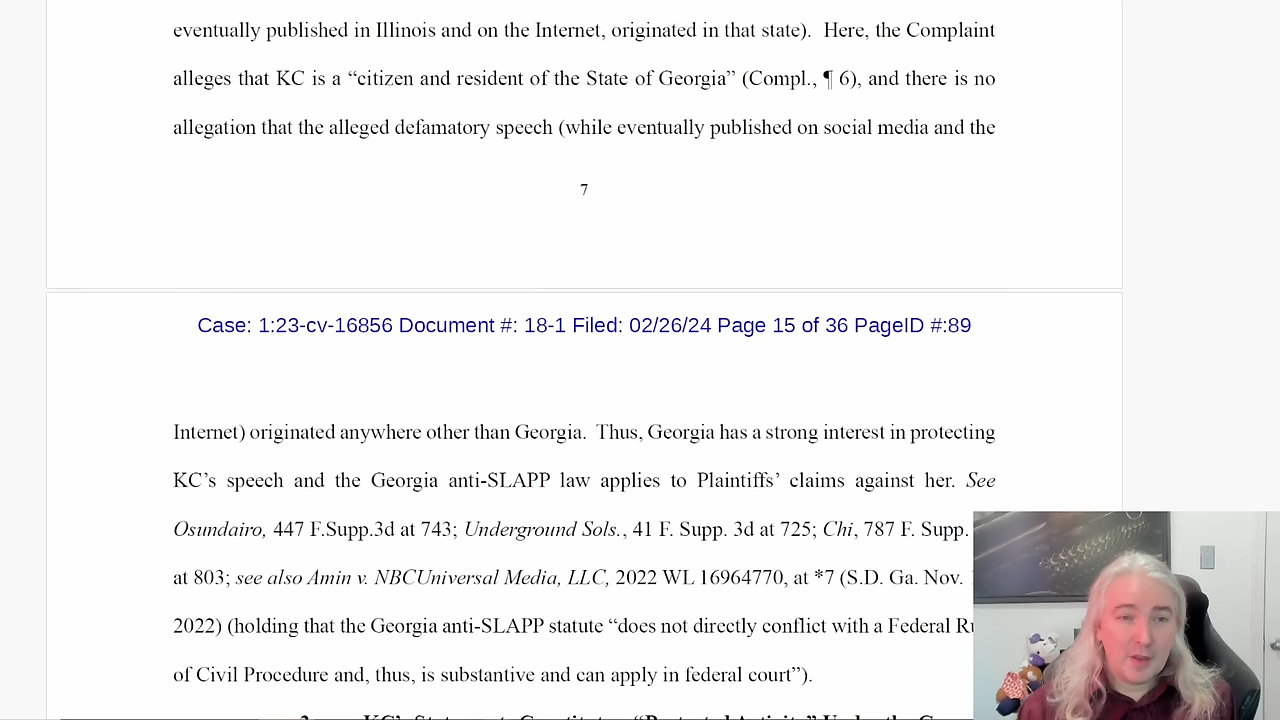 eventually published in Illinois and on the Internet, originated in that state).  Here, the Complaint
alleges that KC is a “citizen and resident of the State of Georgia” (Compl., ¶ 6), and there is no
allegation that the alleged defamatory speech (while eventually published on social media and the
7
Case: 1:23-cv-16856 Document #: 18-1 Filed: 02/26/24 Page 15 of 36 PageID #:89
Internet) originated anywhere other than Georgia.  Thus, Georgia has a strong interest in protecting
KC’s speech and the Georgia anti-SLAPP law applies to Plaintiffs’ claims against her. See
Osundairo, 447 F.Supp.3d at 743; Underground Sols., 41 F. Supp. 3d at 725; Chi, 787 F. Supp.
at 803; see also Amin v. NBCUniversal Media, LLC, 2022 WL 16964770, at *7 (S.D. Ga. Nov.
2022) (holding that the Georgia anti-SLAPP statute “does not directly conflict with a Federal
of Civil Procedure and, thus, is substantive and can apply in federal court”).
KC’s Statements Constitute “Protected Activity” Under the